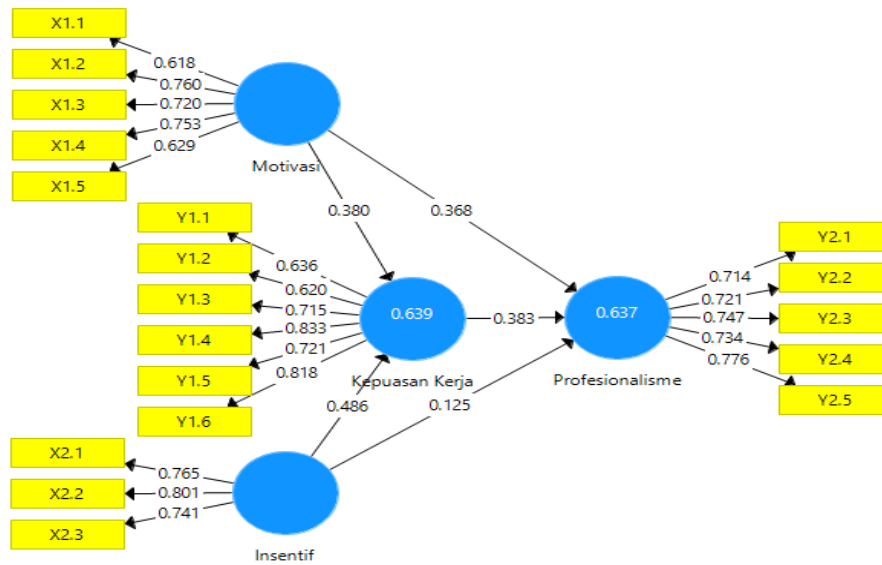 X1.1
X1.2
X1.3
X1.4
X1.5
0.618
0.760
0.720
0.753
0.629
Motivasi
0.380
0.368
Y1.1
Y1.2
Y1.3
Y1.4
Y1.5
Y1.6
0.636
0.620
0.715
0.833
0.721
0.818
0.639
Kepuasan Kerja
0.383
0.637
Profesionalisme
0.714
0.721
0.747
0.734
0.776
Y2.1
Y2.2
Y2.3
Y2.4
Y2.5
0.486
0.125
X2.1
X2.2
X2.3
0.765
0.801
0.741
Insentif